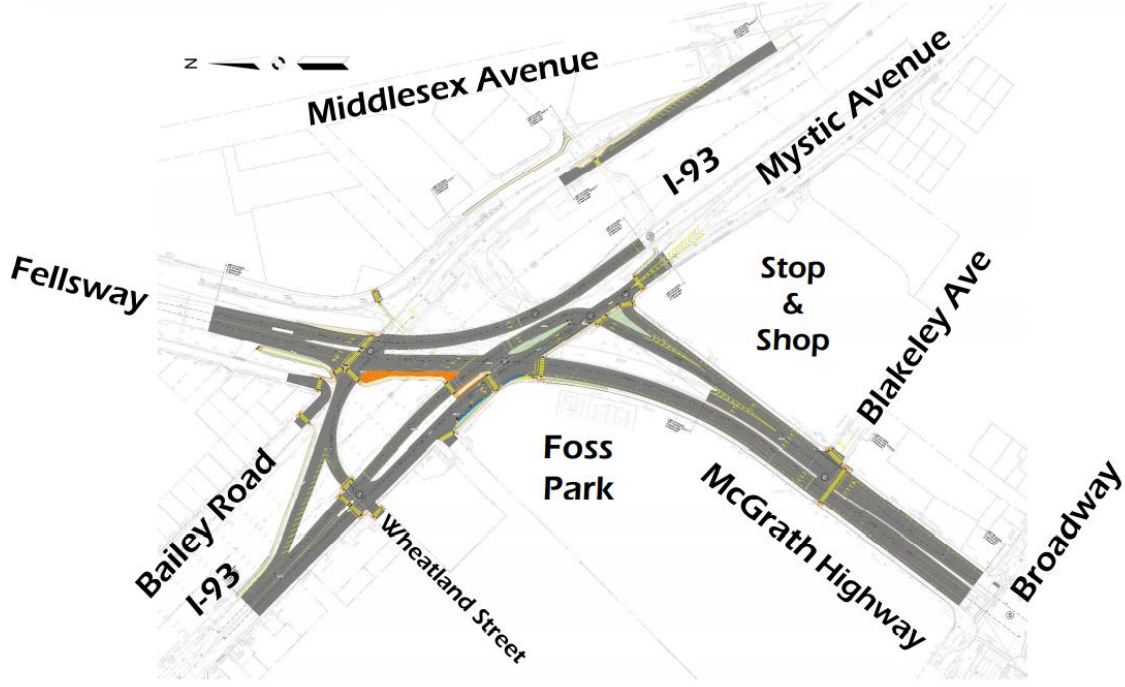 N
Middlesex Avenue
Mystic Avenue
I-93
Fellsway
Stop
&
Shop
Blakeley Ave
Foss
Park
McGrath Highway
Broadway
Bailey Road
I-93
Wheatland Street